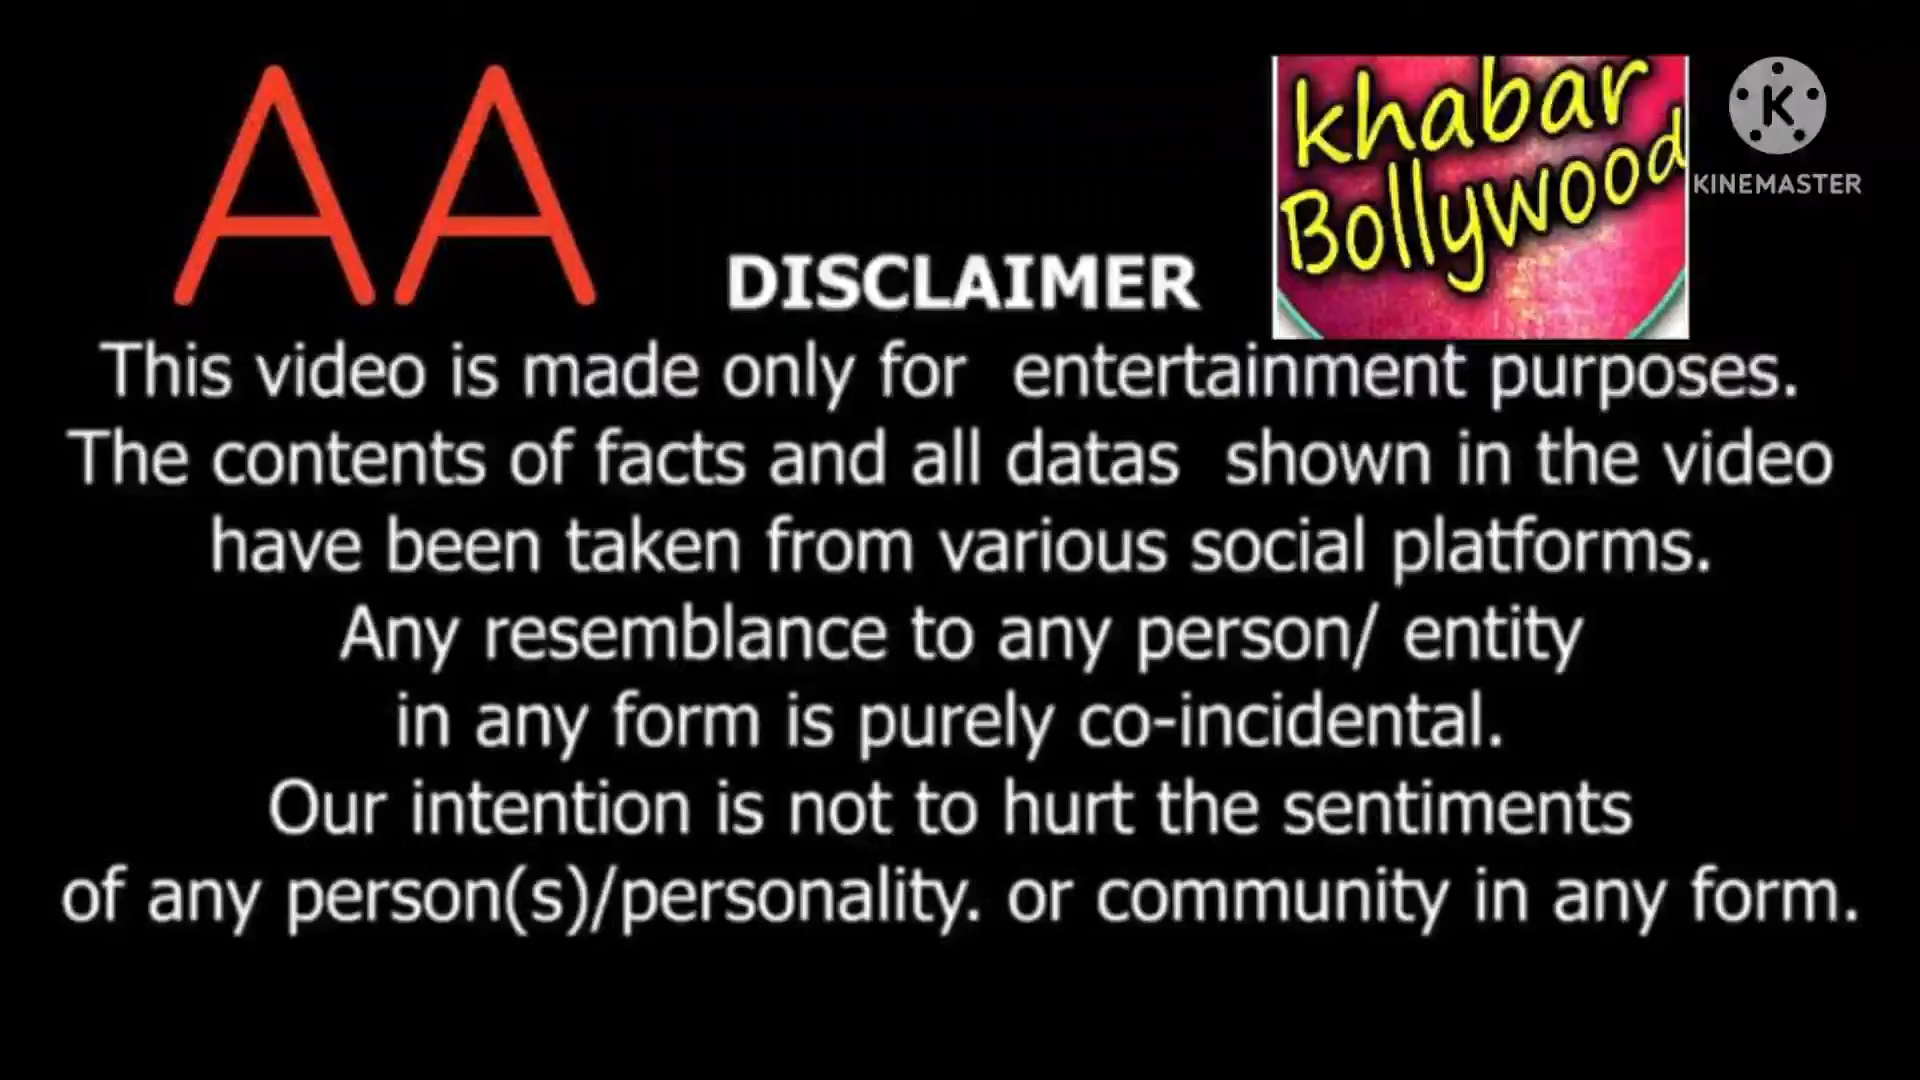 AA
khabar
Bollywood
K
KINEMASTER
DISCLAIMER
This video is made only for entertainment purposes.
The contents of facts and all datas shown in the video
have been taken from various social platforms.
Any resemblance to any person/ entity
in any form is purely co-incidental.
Our intention is not to hurt the sentiments
of any person(s)/personality. or community in any form.